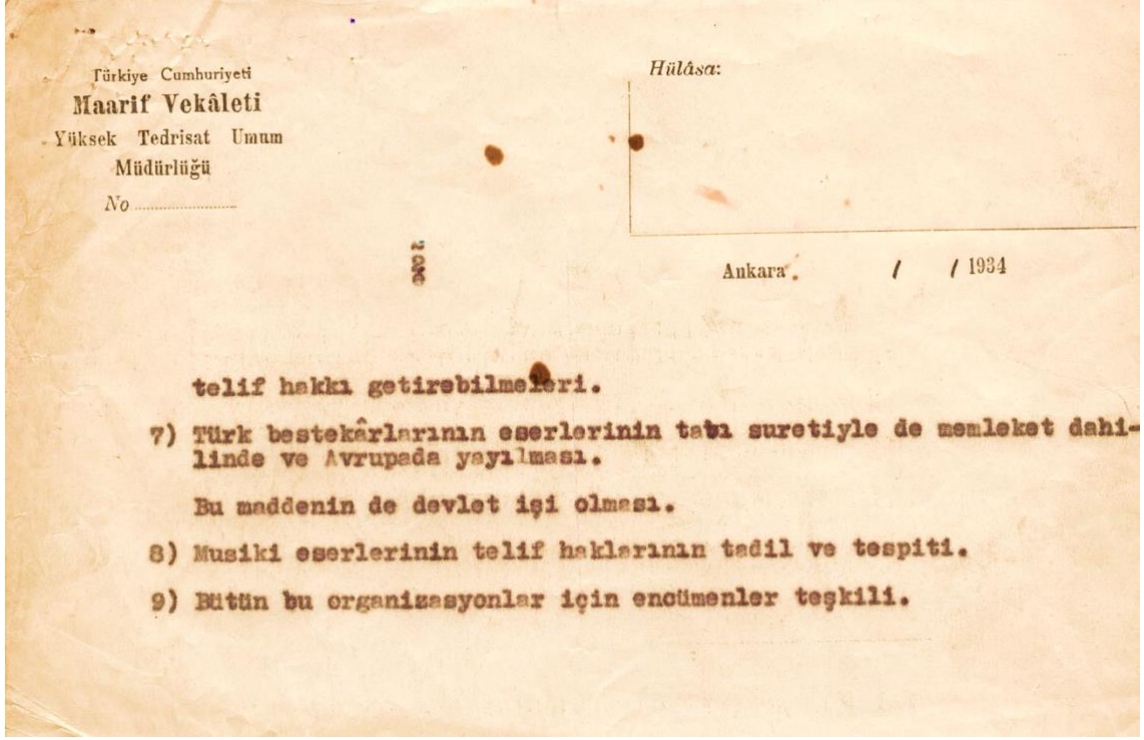 Türkiye Cumhuriyeti
Maarif Vekâleti
Yüksek Tedrisat Umum
Müdürlüğü
No
Hülâsa:
Ankara / / 1934
telif hakkı getirebilmeleri.
7) Türk bestekârlarının eserlerinin tabı suretiyle de memleket dahi-
linde ve Avrupada yayılması.
Bu maddenin de devlet işi olması.
8) Musiki eserlerinin telif haklarının tadil ve tespiti.
9) Bütün bu organizasyonlar için encümenler teşkili.